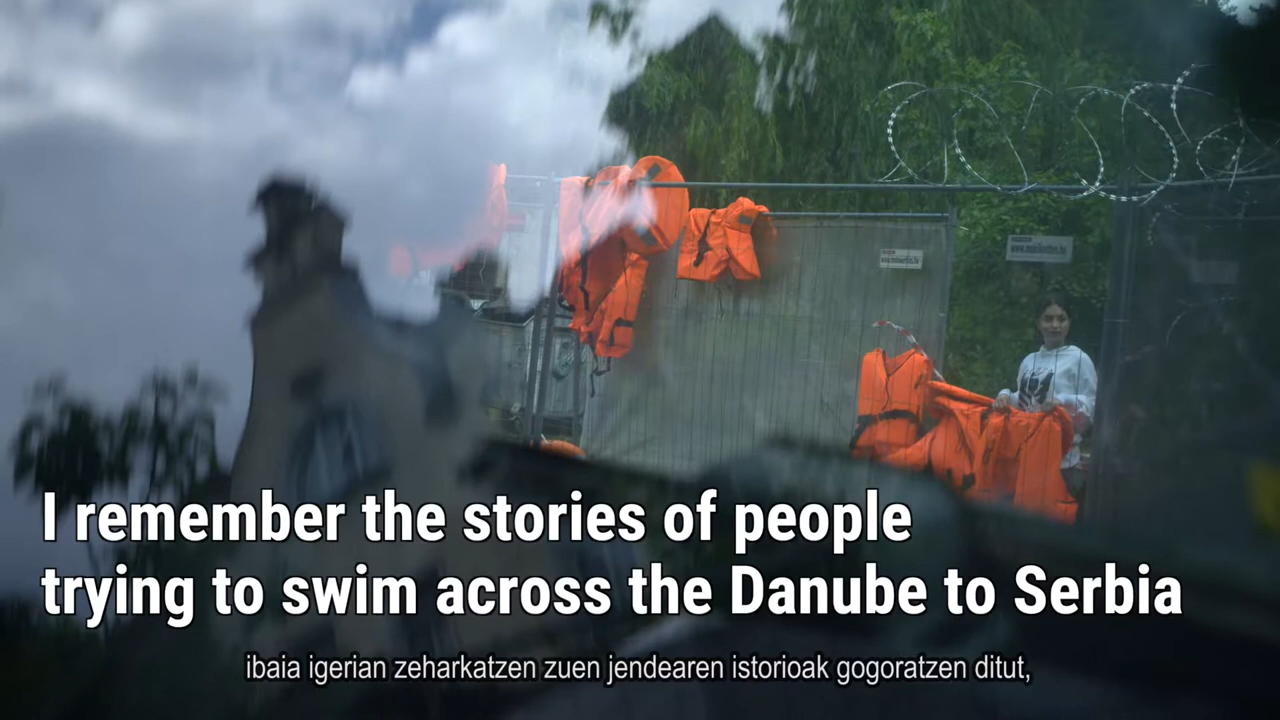 I remember the stories of people
trying to swim across the Danube to Serbia
ibaia igerian zeharkatzen zuen jendearen istorioak gogoratzen ditut,